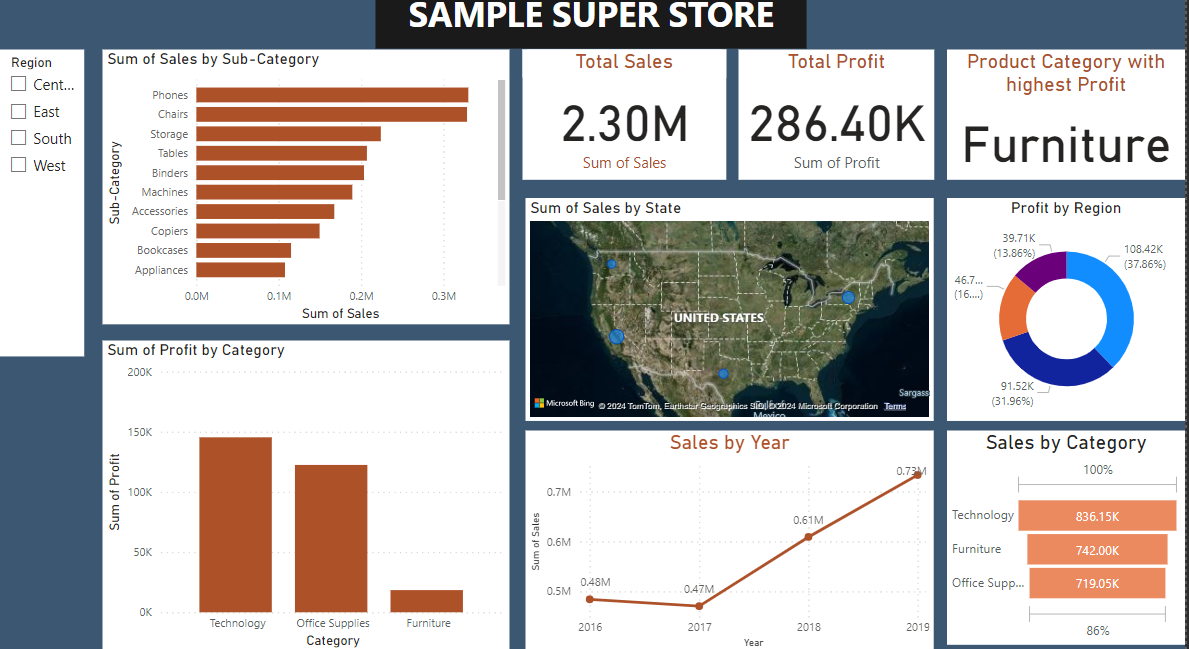 SAMPLE SUPER STORE
Region
Cent...
East
South
West
Sum of Sales by Sub-Category
Sub-Category
Phones
Chairs
Storage
Tables
Binders
Machines
Accessories
Copiers
Bookcases
Appliances
0.0M 0.1M 0.2M 0.3M
Sum of Sales
Total Sales
2.30M
Sum of Sales
Total Profit
286.40K
Sum of Profit
Product Category with
highest Profit
Furniture
Sum of Sales by State
UNITED STATES
Sargass
Gulf of
Mexico
Microsoft Bing
© 2024 TomTom, Earthstar Geographics SIO, © 2024 Microsoft Corporation Terms
Profit by Region
39.71K
(13.86%)
108.42K
(37.86%)
46.7...
(16....)
91.52K
(31.96%)
Sum of Profit by Category
Sum of Profit
200K
150K
100K
50K
0K
Technology Office Supplies Furniture
Category
Sales by Year
Sum of Sales
0.7M
0.6M
0.5M
0.48M
0.47M
0.61M
0.73M
2016 2017 2018 2019
Year
Sales by Category
100%
Technology 836.15K
Furniture 742.00K
Office Supp... 719.05K
86%